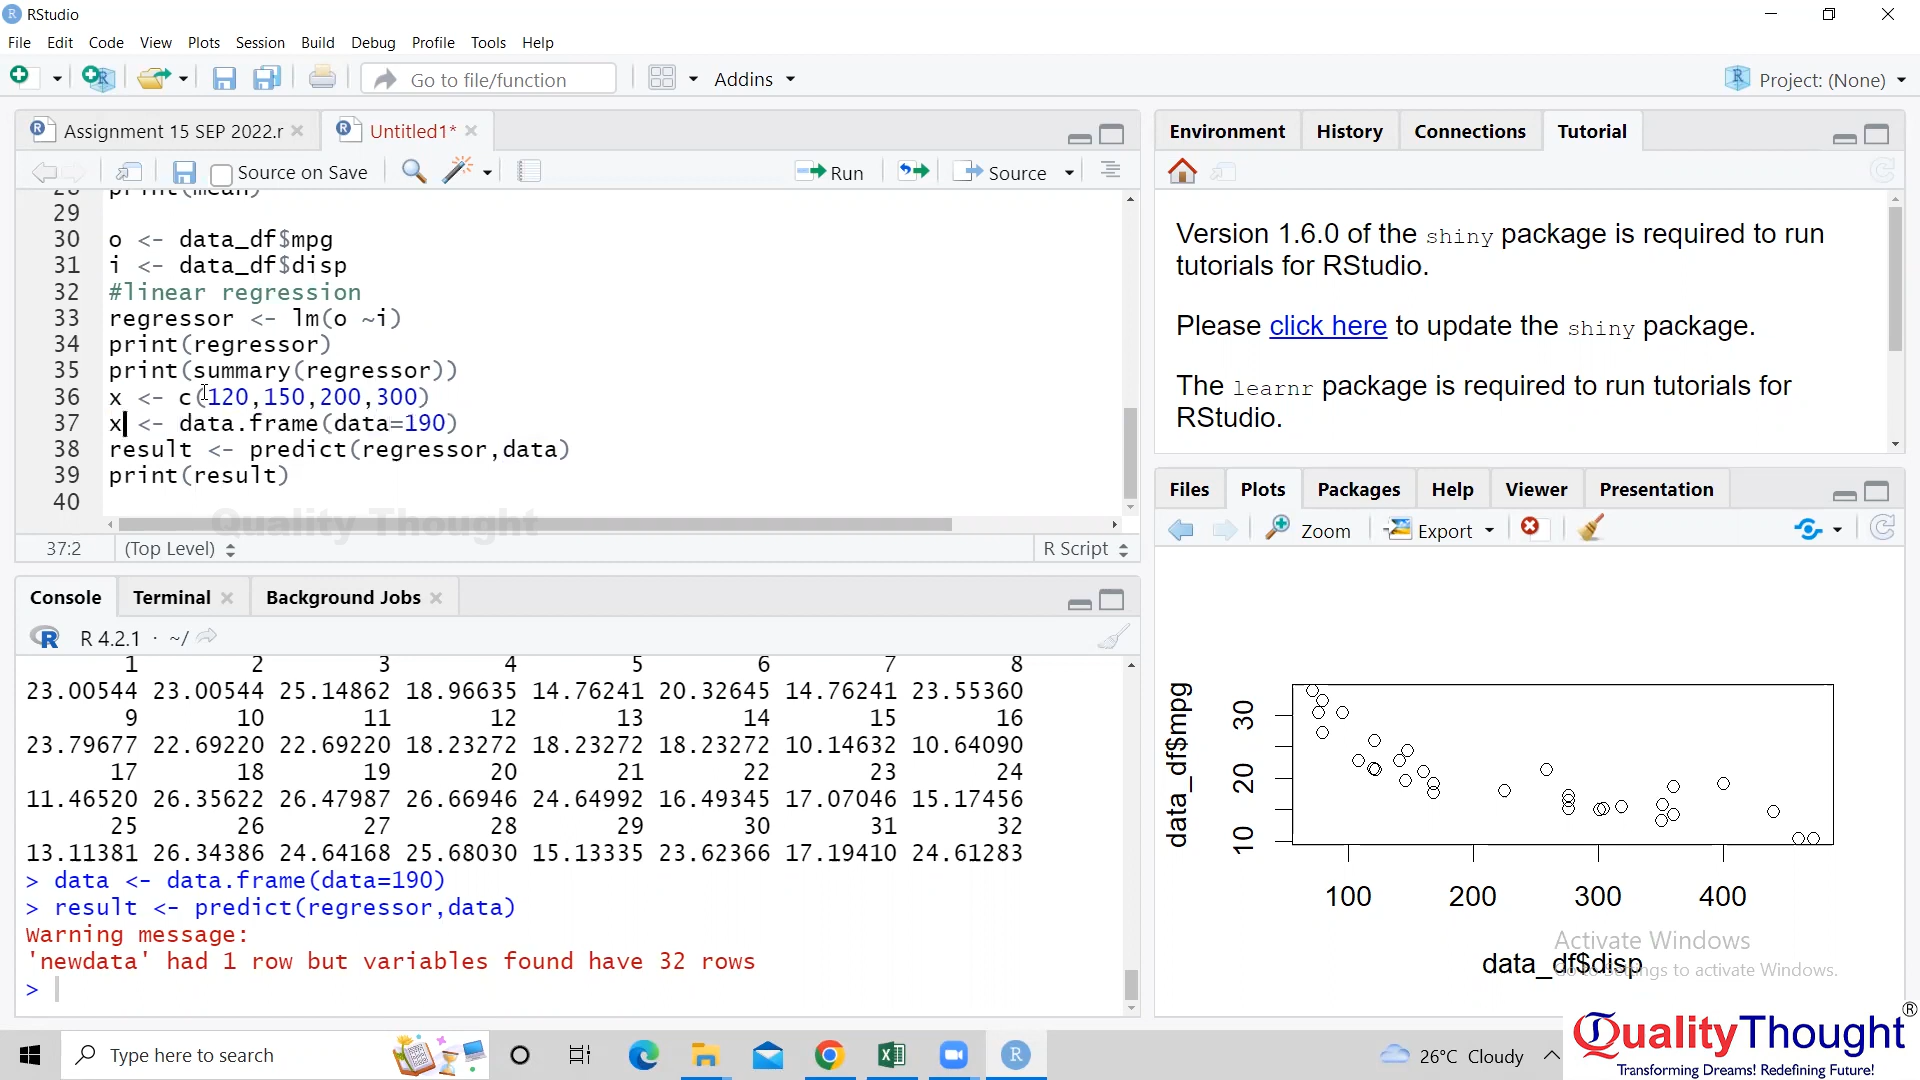 RStudio
File Edit Code View Plots Session Build Debug Profile Tools Help
Go to file/function
Addins
Project: (None)
Assignment 15 SEP 2022.r
Untitled1*
Source on Save
Run
Source
28 print(mean)
29
30 o <- data_df$mpg
31 i <- data_df$disp
32 #linear regression
33 regressor <- lm(o ~i)
34 print(regressor)
35 print(summary(regressor))
36 x <- c(120,150,200,300)
37 x <- data.frame(data=190)
38 result <- predict(regressor,data)
39 print(result)
40
Quality Thought
37:2 (Top Level) R Script
Console Terminal Background Jobs
R 4.2.1 · ~/
1 2 3 4 5 6 7 8
23.00544 23.00544 25.14862 18.96635 14.76241 20.32645 14.76241 23.55360
9 10 11 12 13 14 15 16
23.79677 22.69220 22.69220 18.23272 18.23272 18.23272 10.14632 10.64090
17 18 19 20 21 22 23 24
11.46520 26.35622 26.47987 26.66946 24.64992 16.49345 17.07046 15.17456
25 26 27 28 29 30 31 32
13.11381 26.34386 24.64168 25.68030 15.13335 23.62366 17.19410 24.61283
> data <- data.frame(data=190)
> result <- predict(regressor,data)
Warning message:
'newdata' had 1 row but variables found have 32 rows
>
Environment History Connections Tutorial
Version 1.6.0 of the shiny package is required to run
tutorials for RStudio.
Please click here to update the shiny package.
The learnr package is required to run tutorials for
RStudio.
Files Plots Packages Help Viewer Presentation
Zoom Export
data_df$mpg
10 20 30
100 200 300 400
data_df$disp
Activate Windows
Go to Settings to activate Windows.
Type here to search
26°C Cloudy
QualityThought®
Transforming Dreams! Redefining Future!